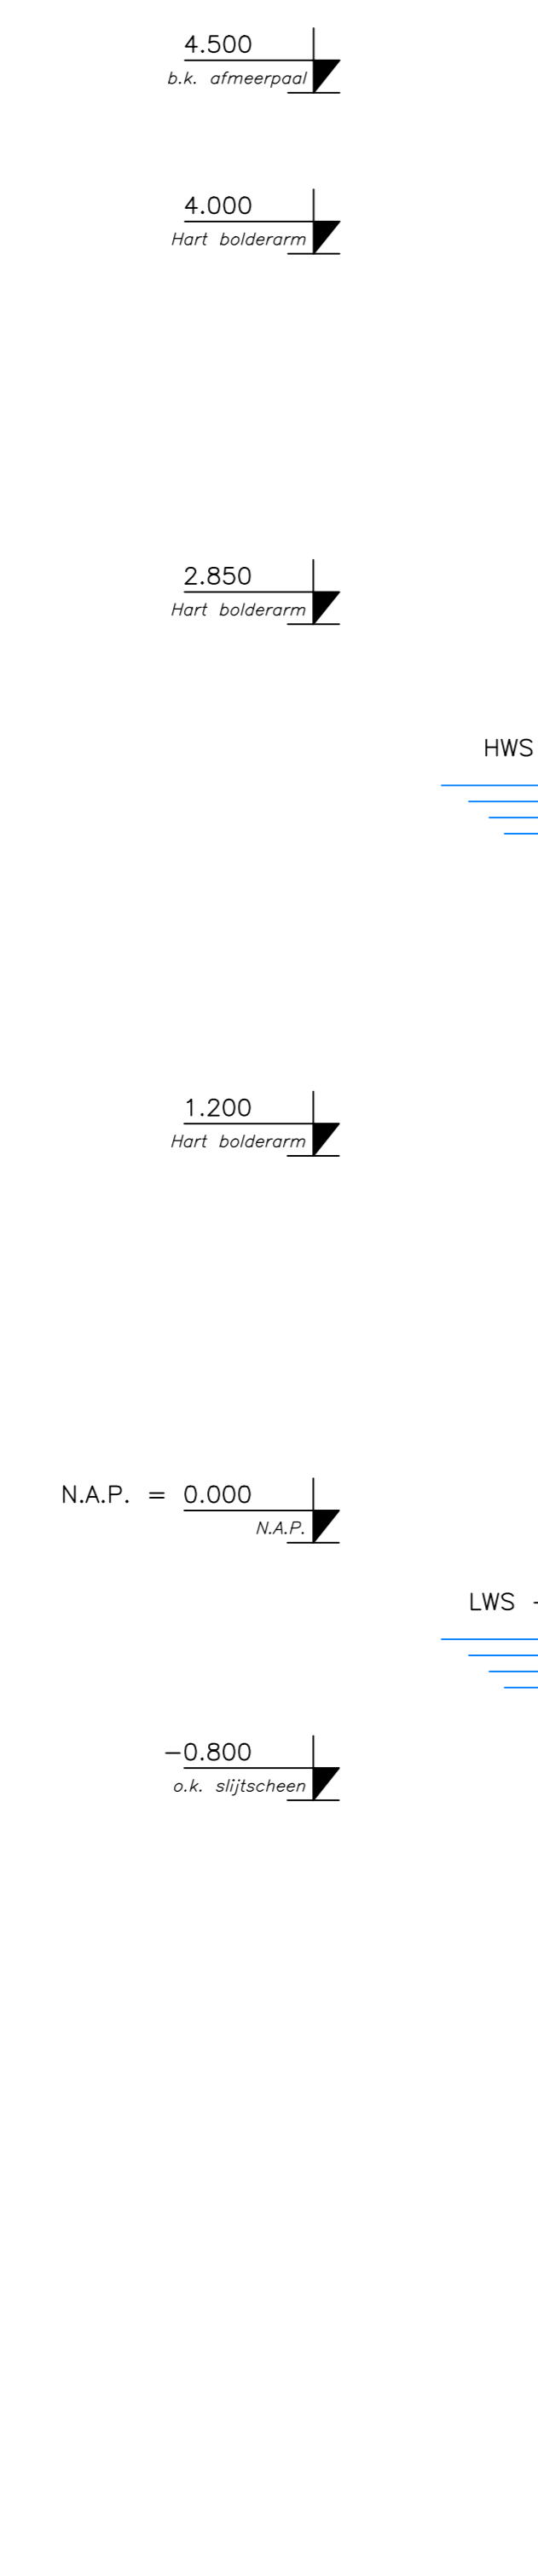 4.500
b.k. afmeerpaal
4.000
Hart bolderarm
2.850
Hart bolderarm
HWS
1.200
Hart bolderarm
N.A.P. = 0.000
N.A.P.
LWS -
-0.800
o.k. slijtscheen